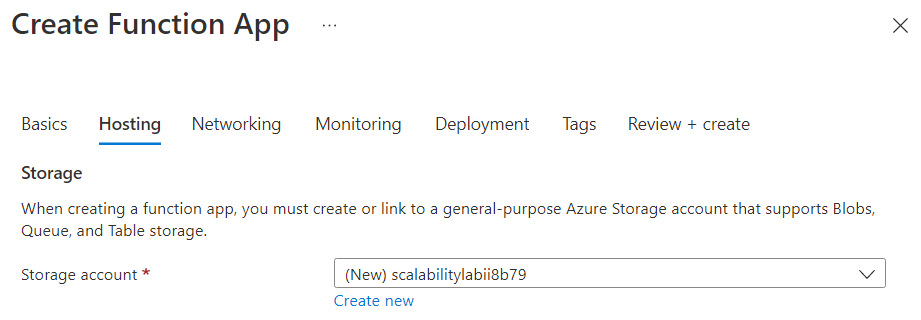 Create Function App ...
Basics Hosting Networking Monitoring Deployment Tags Review + create
Storage
When creating a function app, you must create or link to a general-purpose Azure Storage account that supports Blobs,
Queue, and Table storage.
Storage account * (New) scalabilitylabii8b79
Create new